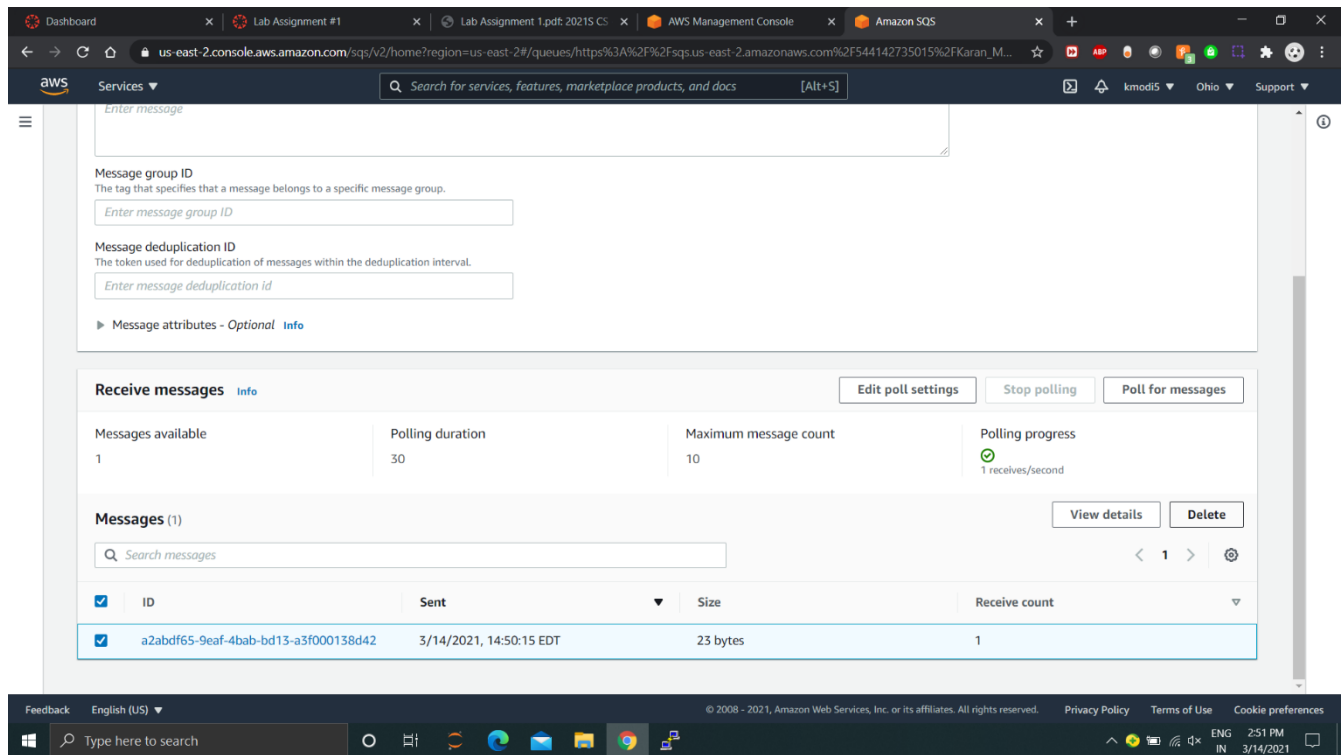 Dashboard
Lab Assignment #1
Lab Assignment 1.pdf: 2021S CS
AWS Management Console
Amazon SQS
us-east-2.console.aws.amazon.com/sqs/v2/home?region=us-east-2#/queues/https%3A%2F%2Fsqs.us-east-2.amazonaws.com%2F544142735015%2FKaran_M...
ABP
3
aws
Services
Search for services, features, marketplace products, and docs
[Alt+S]
kmodi5
Ohio
Support
Enter message
Message group ID
The tag that specifies that a message belongs to a specific message group.
Enter message group ID
Message deduplication ID
The token used for deduplication of messages within the deduplication interval.
Enter message deduplication id
Message attributes - Optional Info
Receive messages Info
Edit poll settings
Stop polling
Poll for messages
Messages available
Polling duration
Maximum message count
Polling progress
1
30
10
1 receives/second
Messages (1)
View details
Delete
Search messages
1
ID
Sent
Size
Receive count
a2abdf65-9eaf-4bab-bd13-a3f000138d42
3/14/2021, 14:50:15 EDT
23 bytes
1
Feedback
English (US)
© 2008 - 2021, Amazon Web Services, Inc. or its affiliates. All rights reserved.
Privacy Policy
Terms of Use
Cookie preferences
Type here to search
ENG
IN
2:51 PM
3/14/2021